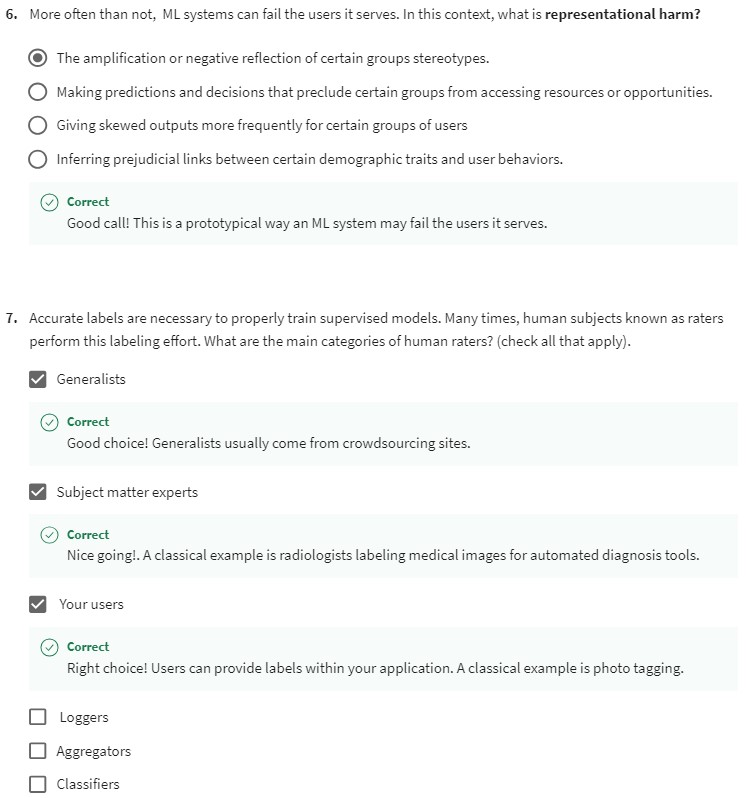 6. More often than not, ML systems can fail the users it serves. In this context, what is representational harm?
The amplification or negative reflection of certain groups stereotypes.
Making predictions and decisions that preclude certain groups from accessing resources or opportunities.
Giving skewed outputs more frequently for certain groups of users
Inferring prejudicial links between certain demographic traits and user behaviors.
Correct
Good call! This is a prototypical way an ML system may fail the users it serves.
7. Accurate labels are necessary to properly train supervised models. Many times, human subjects known as raters
perform this labeling effort. What are the main categories of human raters? (check all that apply).
Generalists
Correct
Good choice! Generalists usually come from crowdsourcing sites.
Subject matter experts
Correct
Nice going!. A classical example is radiologists labeling medical images for automated diagnosis tools.
Your users
Correct
Right choice! Users can provide labels within your application. A classical example is photo tagging.
Loggers
Aggregators
Classifiers